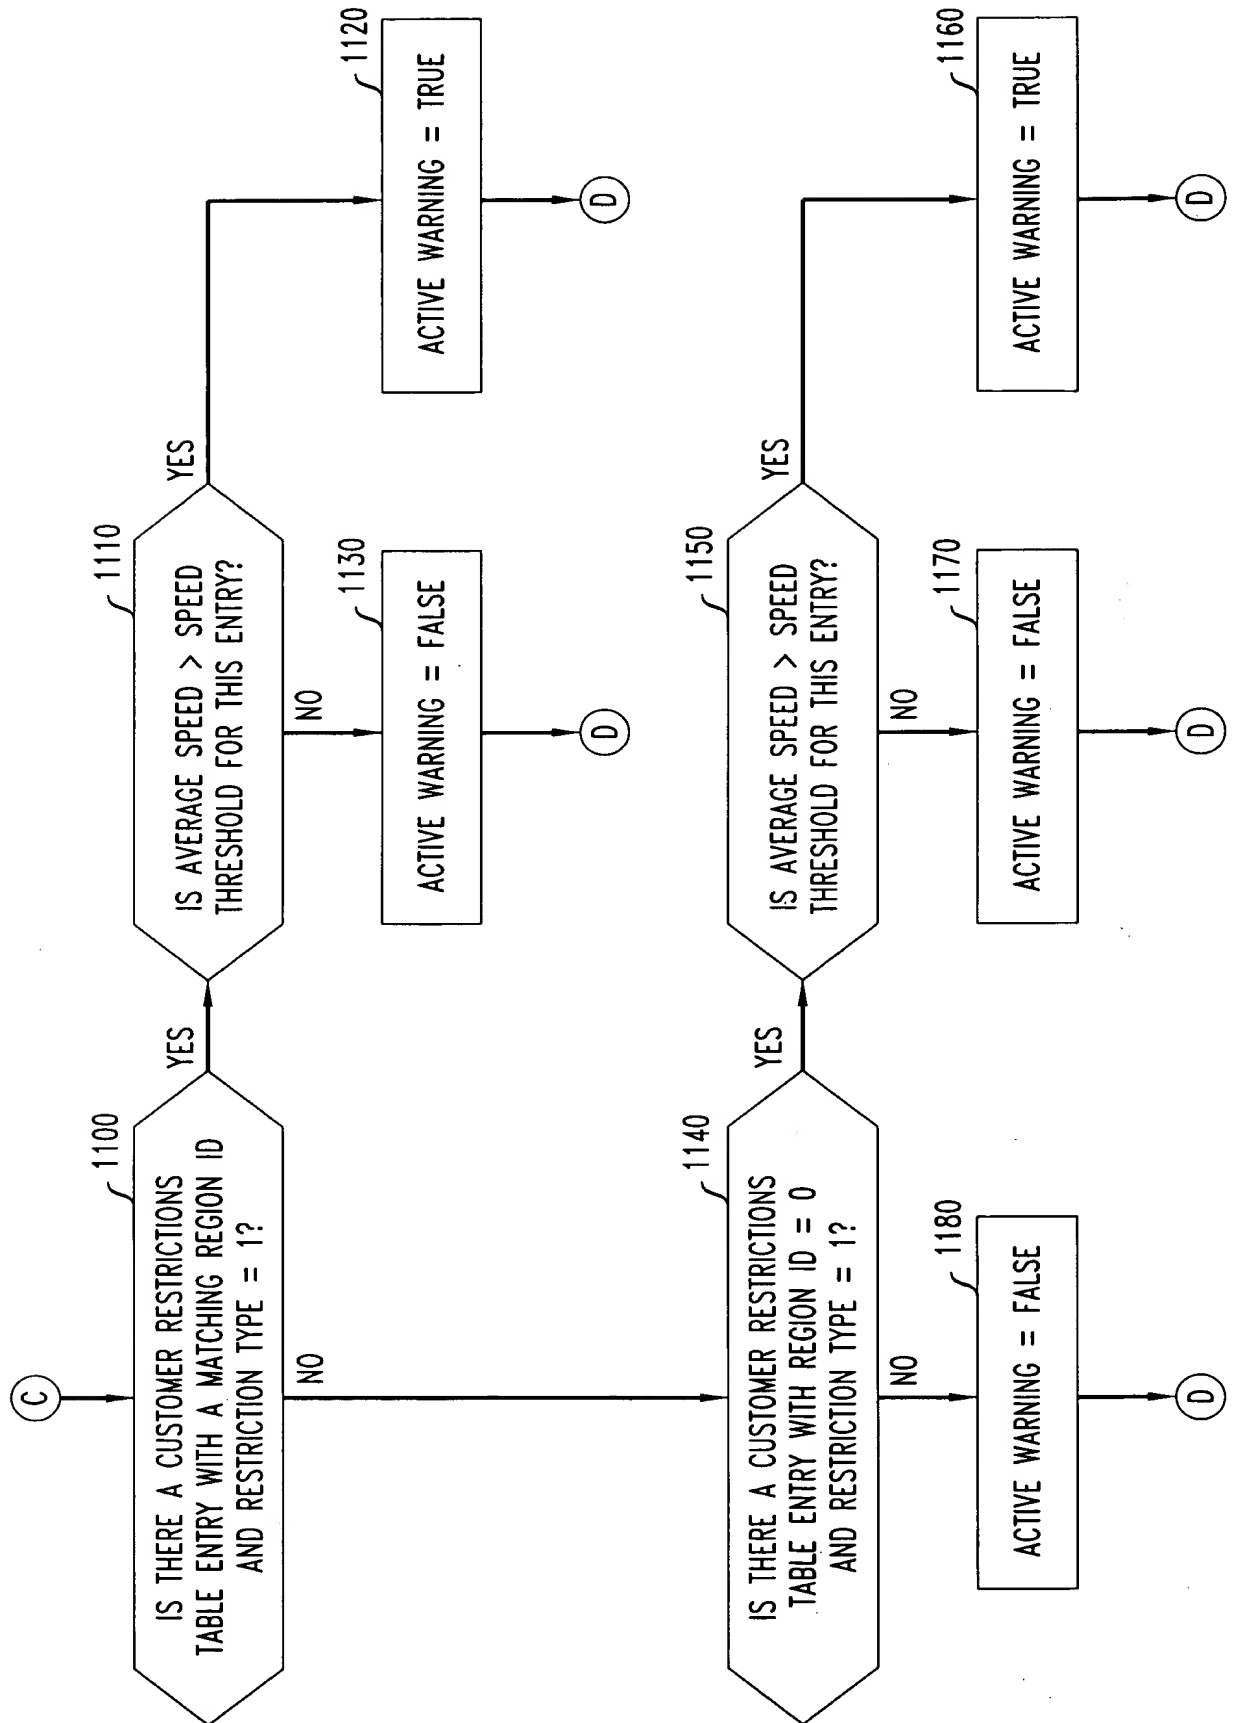 C
1100
IS THERE A CUSTOMER RESTRICTIONS
TABLE ENTRY WITH A MATCHING REGION ID
AND RESTRICTION TYPE = 1?
YES
NO
1110
IS AVERAGE SPEED > SPEED
THRESHOLD FOR THIS ENTRY?
YES
NO
1120
ACTIVE WARNING = TRUE
D
1130
ACTIVE WARNING = FALSE
D
1140
IS THERE A CUSTOMER RESTRICTIONS
TABLE ENTRY WITH REGION ID = 0
AND RESTRICTION TYPE = 1?
YES
NO
1150
IS AVERAGE SPEED > SPEED
THRESHOLD FOR THIS ENTRY?
YES
NO
1160
ACTIVE WARNING = TRUE
D
1170
ACTIVE WARNING = FALSE
D
1180
ACTIVE WARNING = FALSE
D